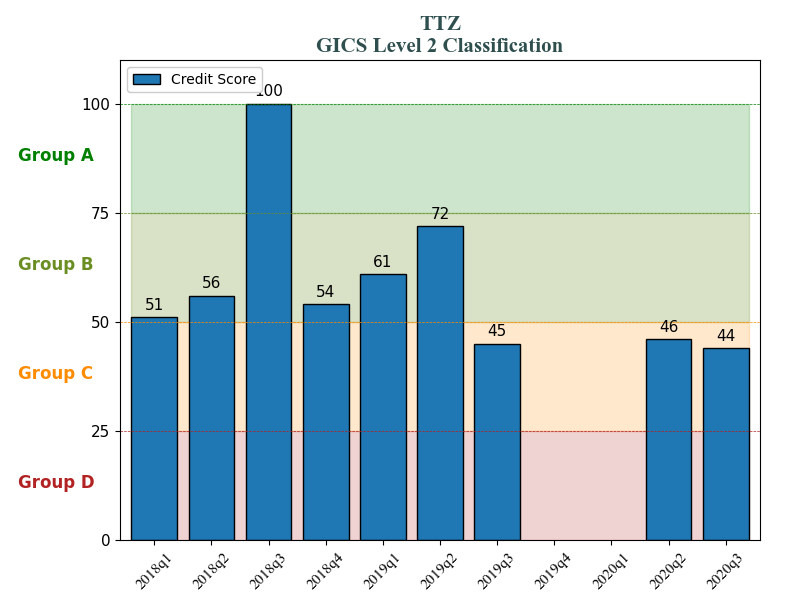 TTZ
GICS Level 2 Classification
Credit Score
100
100
Group A
75
72
Group B
61
56
54
51
50
46
45
44
Group C
25
Group D
0
2018q1 2018q2 2018q3 2018q4 2019q1 2019q2 2019q3 2019q4 2020q1 2020q2 2020q3